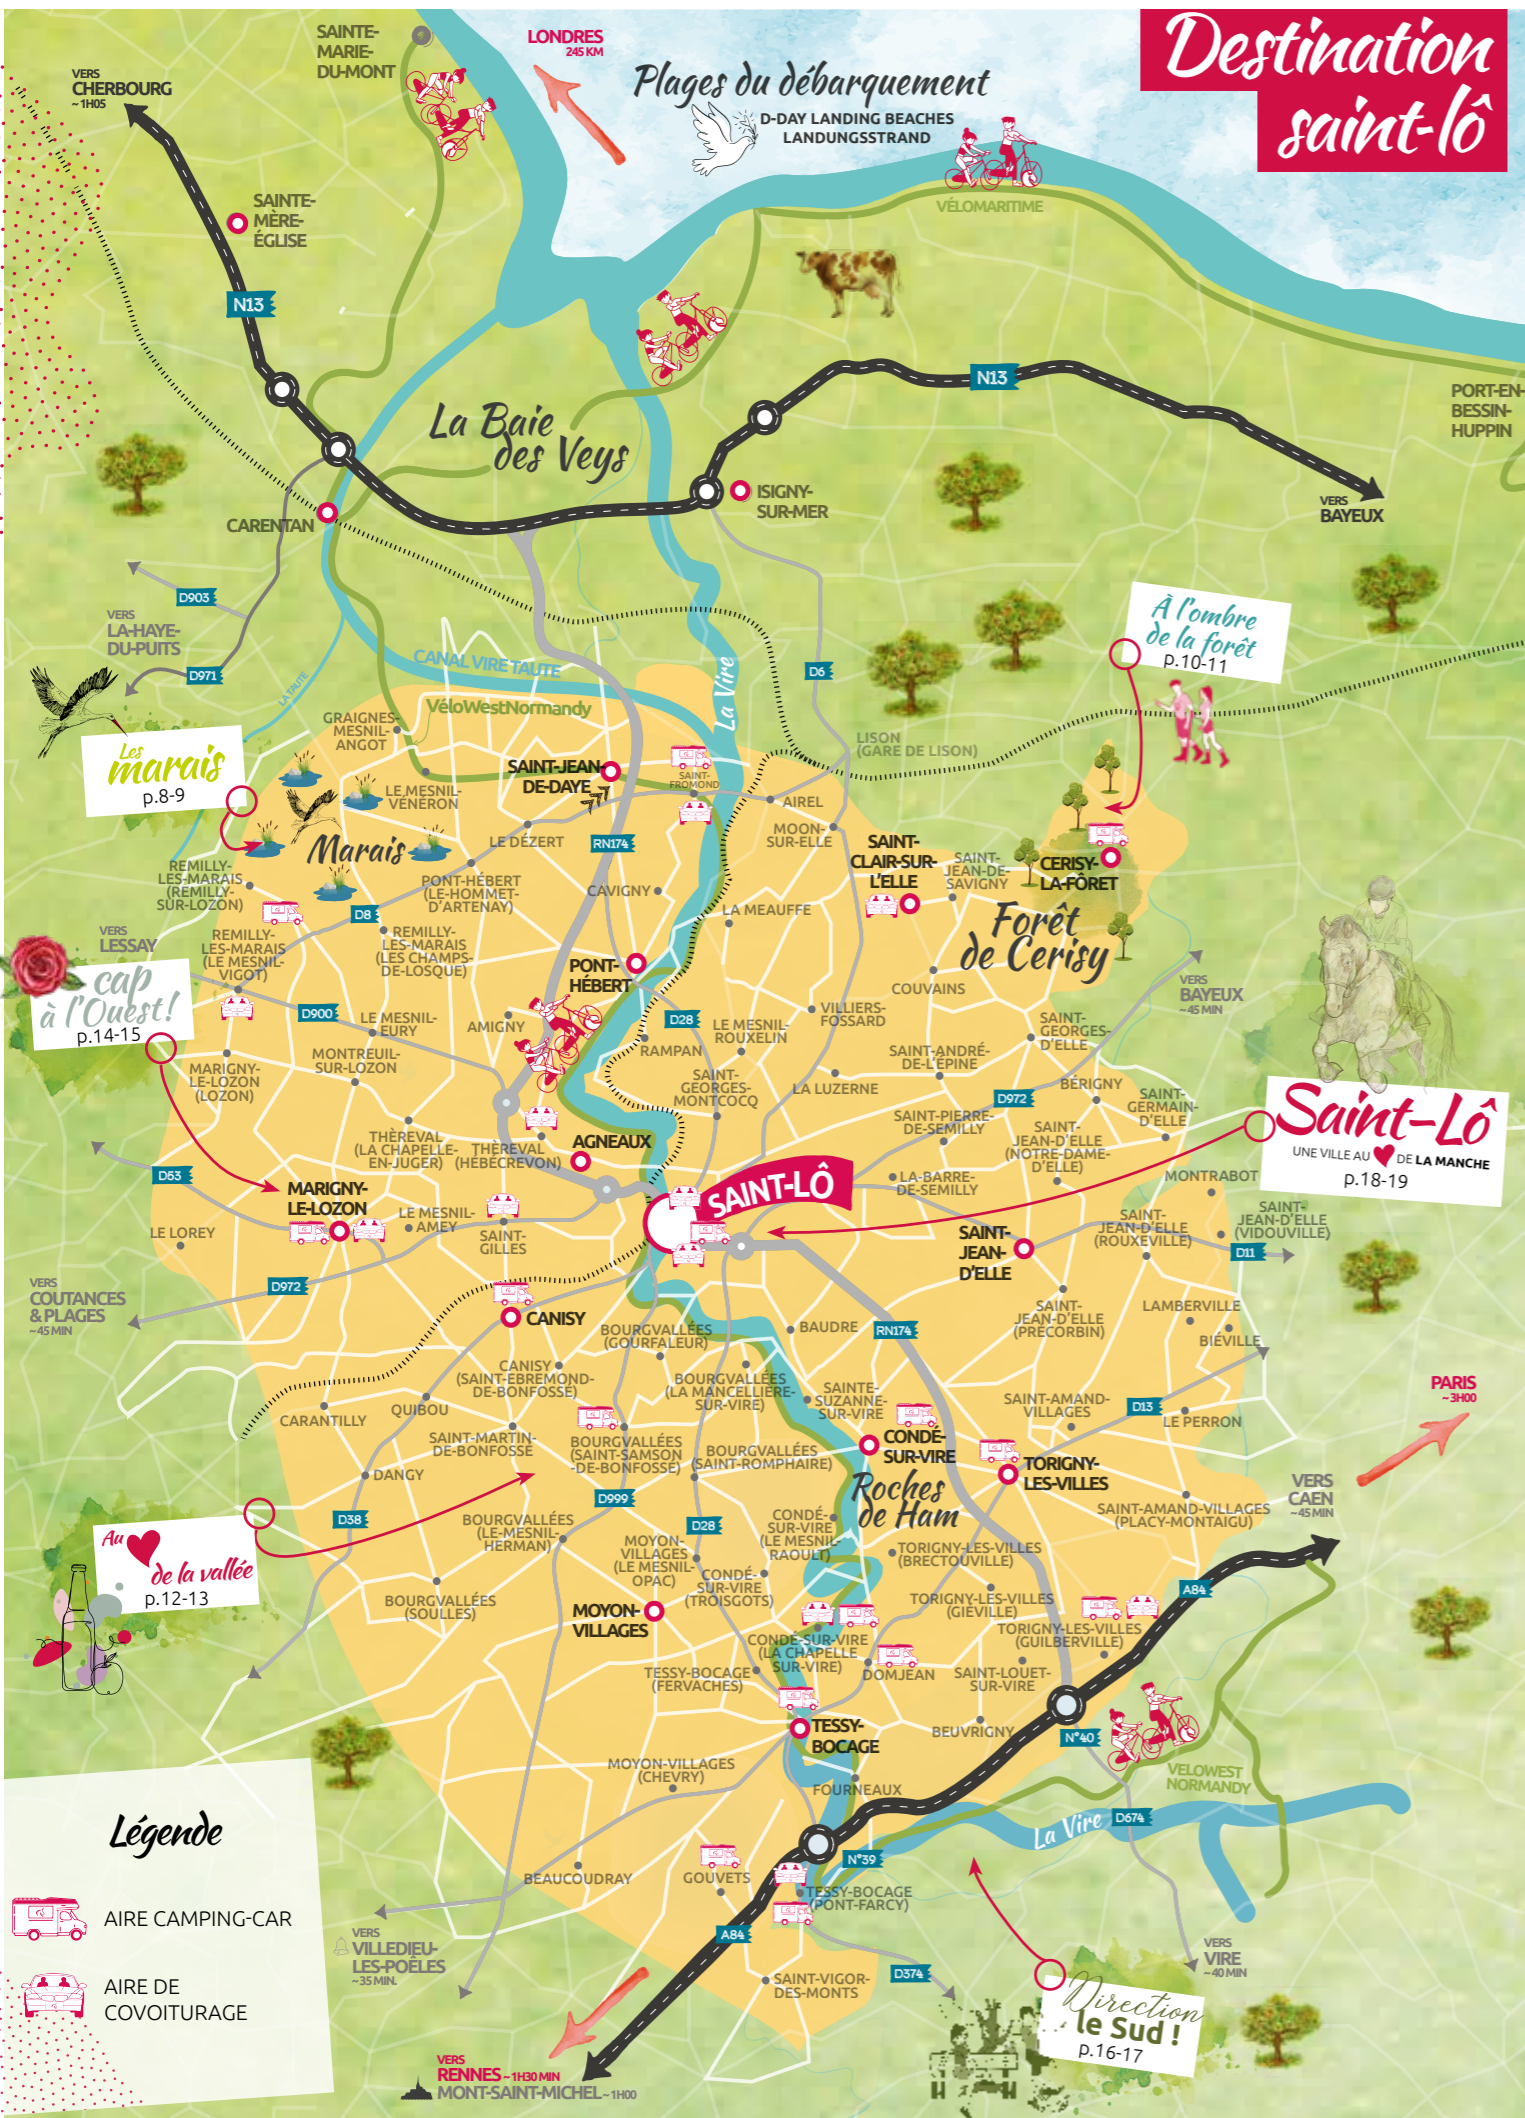 Destination
saint-lô
SAINTE-
MARIE-
DU-MONT
LONDRES
245 KM
VERS
CHERBOURG
~ 1H05
Plages du débarquement
D-DAY LANDING BEACHES
LANDUNGSSTRAND
VÉLOMARITIME
SAINTE-
MÈRE-
ÉGLISE
N13
N13
PORT-EN-
BESSIN-
HUPPIN
La Baie
des Veys
ISIGNY-
SUR-MER
VERS
BAYEUX
CARENTAN
D903
VERS
LA-HAYE-
DU-PUITS
D971
LA TAUTE
CANAL VIRE TAUTE
VéloWestNormandy
La Vire
D6
À l'ombre
de la forêt
p.10-11
Les
marais
p.8-9
GRAIGNES-
MESNIL-
ANGOT
LE MESNIL-
VÉNERON
SAINT-JEAN-
DE-DAYE
SAINT-
FROMOND
LISON
(GARE DE LISON)
AIREL
MOON-
SUR-ELLE
LE DÉZERT
RN174
Marais
REMILLY-
LES-MARAIS
(REMILLY-
SUR-LOZON)
PONT-HÉBERT
(LE-HOMMET-
D'ARTENAY)
CAVIGNY
LA MEAUFFE
SAINT-
CLAIR-SUR-
L'ELLE
SAINT-
JEAN-DE-
SAVIGNY
CERISY-
LA-FÔRET
Forêt
de Cerisy
D8
VERS
LESSAY
REMILLY-
LES-MARAIS
(LE MESNIL-
VIGOT)
REMILLY-
LES-MARAIS
(LES CHAMPS-
DE-LOSQUE)
cap
à l'Ouest !
p.14-15
PONT-
HÉBERT
COUVAINS
VERS
BAYEUX
~45 MIN
D900
LE MESNIL-
EURY
AMIGNY
D28
LE MESNIL-
ROUXELIN
VILLIERS-
FOSSARD
SAINT-
GEORGES-
D'ELLE
RAMPAN
MONTREUIL-
SUR-LOZON
MARIGNY-
LE-LOZON
(LOZON)
SAINT-
GEORGES-
MONTCOCQ
LA LUZERNE
SAINT-ANDRÉ-
DE-L'ÉPINE
BÉRIGNY
D972
SAINT-
GERMAIN-
D'ELLE
SAINT-PIERRE-
DE-SEMILLY
SAINT-
JEAN-D'ELLE
(NOTRE-DAME-
D'ELLE)
Saint-Lô
UNE VILLE AU DE LA MANCHE
p.18-19
THÈREVAL
(LA CHAPELLE-
EN-JUGER)
THÈREVAL
(HÉBÉCREVON)
AGNEAUX
D53
MARIGNY-
LE-LOZON
SAINT-LÔ
LA-BARRE-
DE-SEMILLY
MONTRABOT
LE LOREY
LE MESNIL-
AMEY
SAINT-
GILLES
SAINT-
JEAN-
D'ELLE
SAINT-
JEAN-D'ELLE
(ROUXEVILLE)
SAINT-
JEAN-D'ELLE
(VIDOUVILLE)
D11
VERS
COUTANCES
& PLAGES
~45 MIN
D972
CANISY
BOURGVALLÉES
(GOURFALEUR)
BAUDRE
RN174
SAINT-
JEAN-D'ELLE
(PRECORBIN)
LAMBERVILLE
BIÉVILLE
CANISY
(SAINT-EBREMOND-
DE-BONFOSSE)
BOURGVALLÉES
(LA MANCELLIÈRE-
SUR-VIRE)
SAINTE-
SUZANNE-
SUR-VIRE
SAINT-AMAND-
VILLAGES
D13
LE PERRON
PARIS
~ 3H00
CARANTILLY
QUIBOU
SAINT-MARTIN-
DE-BONFOSSE
BOURGVALLÉES
(SAINT-SAMSON
-DE-BONFOSSE)
BOURGVALLÉES
(SAINT-ROMPHAIRE)
CONDÉ-
SUR-VIRE
Roches
de Ham
TORIGNY-
LES-VILLES
DANGY
VERS
CAEN
~45 MIN
SAINT-AMAND-VILLAGES
(PLACY-MONTAIGU)
D999
D38
BOURGVALLÉES
(LE-MESNIL-
HERMAN)
D28
CONDÉ-
SUR-VIRE
(LE MESNIL-
RAOULT)
MOYON-
VILLAGES
(LE MESNIL-
OPAC)
TORIGNY-LES-VILLES
(BRECTOUVILLE)
Au
de la vallée
p.12-13
BOURGVALLÉES
(SOULLES)
CONDÉ-
SUR-VIRE
(TROISGOTS)
TORIGNY-LES-VILLES
(GIÉVILLE)
A84
MOYON-
VILLAGES
TORIGNY-LES-VILLES
(GUILBERVILLE)
CONDÉ-SUR-VIRE
(LA CHAPELLE
SUR-VIRE)
TESSY-BOCAGE
(FERVACHES)
DOMJEAN
SAINT-LOUET-
SUR-VIRE
TESSY-
BOCAGE
BEUVRIGNY
N°40
VELOWEST
NORMANDY
MOYON-VILLAGES
(CHEVRY)
FOURNEAUX
Légende
La Vire
D674
N°39
BEAUCOUDRAY
GOUVETS
TESSY-BOCAGE
(PONT-FARCY)
AIRE CAMPING-CAR
A84
VERS
VILLEDIEU-
LES-POÊLES
~ 35 MIN.
VERS
VIRE
~40 MIN
AIRE DE
COVOITURAGE
SAINT-VIGOR-
DES-MONTS
D374
Direction
le Sud !
p.16-17
VERS
RENNES ~ 1H30 MIN
MONT-SAINT-MICHEL ~ 1H00